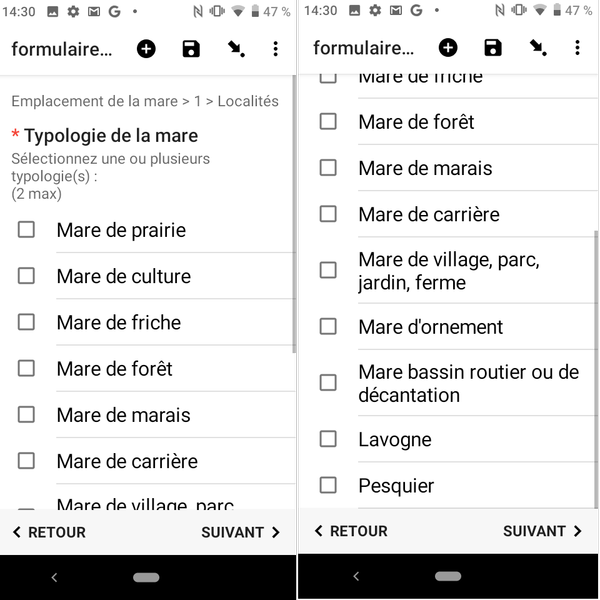 14:30 G 47 %
formulaire...
Emplacement de la mare > 1 > Localités
* Typologie de la mare
Sélectionnez une ou plusieurs
typologie(s) :
(2 max)
Mare de prairie
Mare de culture
Mare de friche
Mare de forêt
Mare de marais
Mare de carrière
Mare de village, parc,
< RETOUR SUIVANT >
14:30 G 47 %
formulaire...
Mare de friche
Mare de forêt
Mare de marais
Mare de carrière
Mare de village, parc,
jardin, ferme
Mare d'ornement
Mare bassin routier ou de
décantation
Lavogne
Pesquier
< RETOUR SUIVANT >